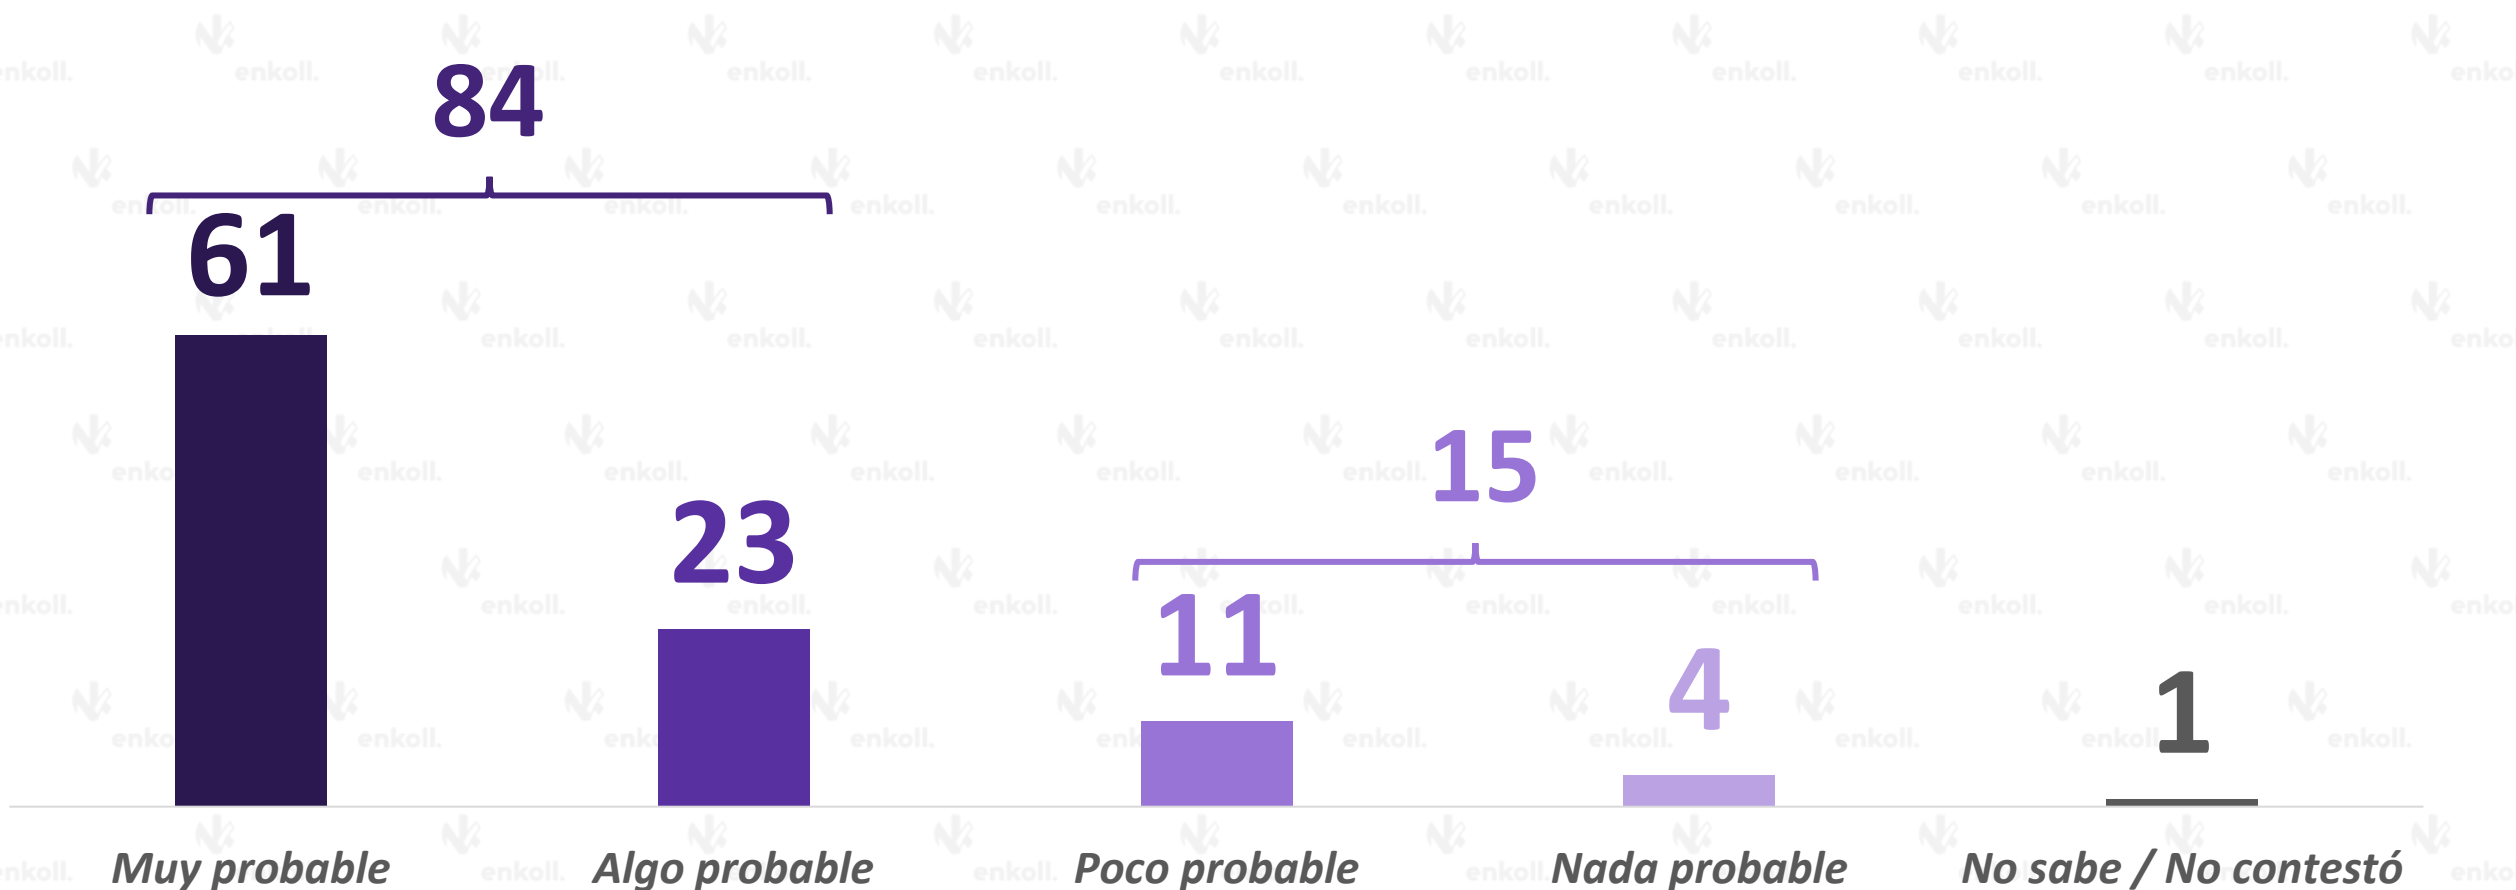 84
61
23
15
11
4
1
Muy probable
Algo probable
Poco probable
Nada probable
No sabe / No contestó
enkoll.